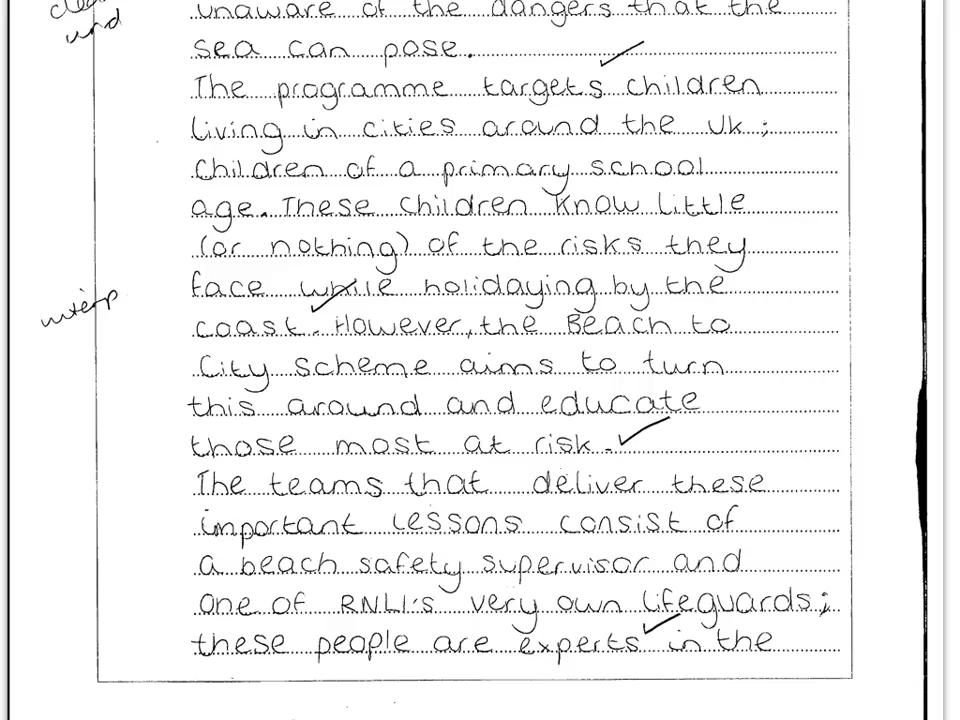 clear
und
unaware of the dangers that the
sea can pose.
The programme targets children
living in cities around the UK;
Children of a primary school
age. These children know little
(or nothing) of the risks they
face while holidaying by the
interp
coast. However, the Beach to
City scheme aims to turn
this around and educate
those most at risk.
The teams that deliver these
important lessons consist of
a beach safety supervisor and
one of RNLI's very own lifeguards;
these people are experts in the